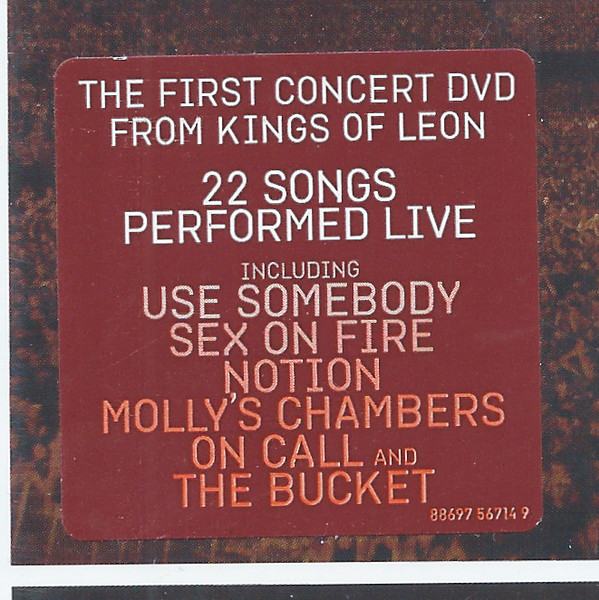 THE FIRST CONCERT DVD
FROM KINGS OF LEON
22 SONGS
PERFORMED LIVE
INCLUDING
USE SOMEBODY
SEX ON FIRE
NOTION
MOLLY'S CHAMBERS
ON CALL AND
THE BUCKET
88697 56714 9